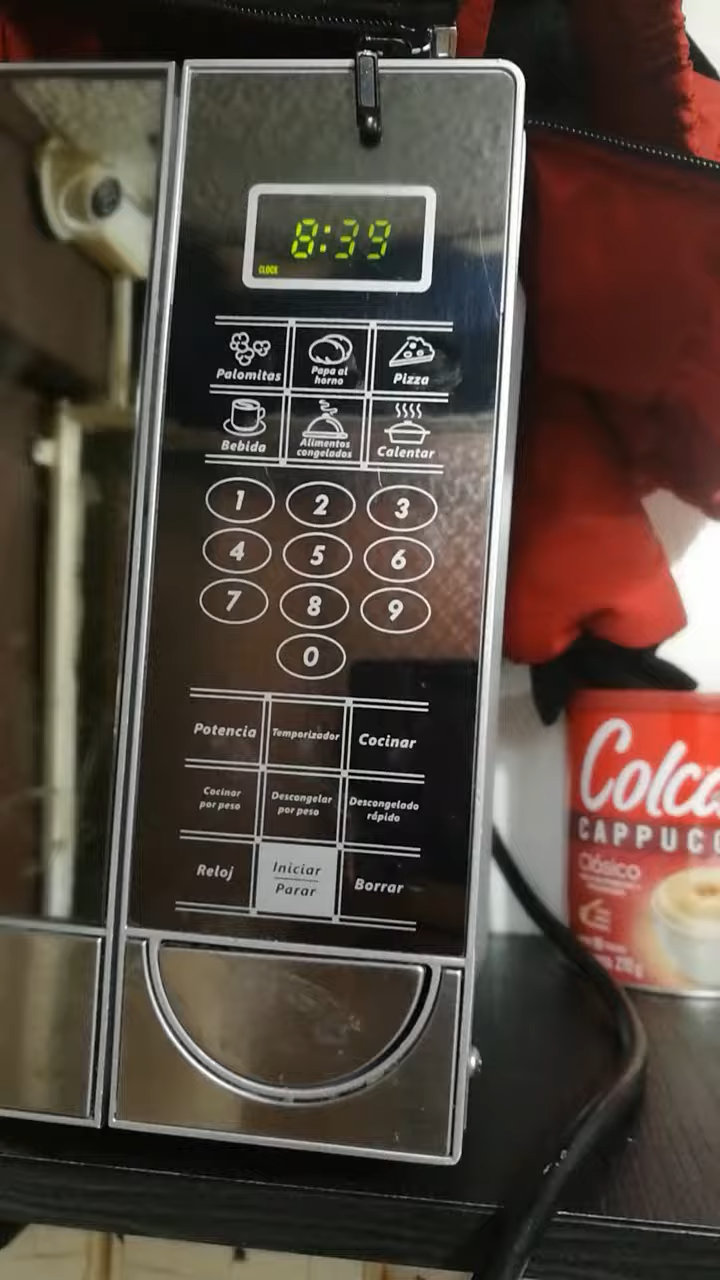 8:39
CLOCK
Palomitas
Papa al
horno
Pizza
Bebida
Alimentos
congelados
Calentar
1
2
3
4
5
6
7
8
9
0
Potencia
Temporizador
Cocinar
Cocinar
por peso
Descongelar
por peso
Descongelado
rápido
Reloj
Iniciar
Parar
Borrar
Colca
CAPPUCC
Clásico